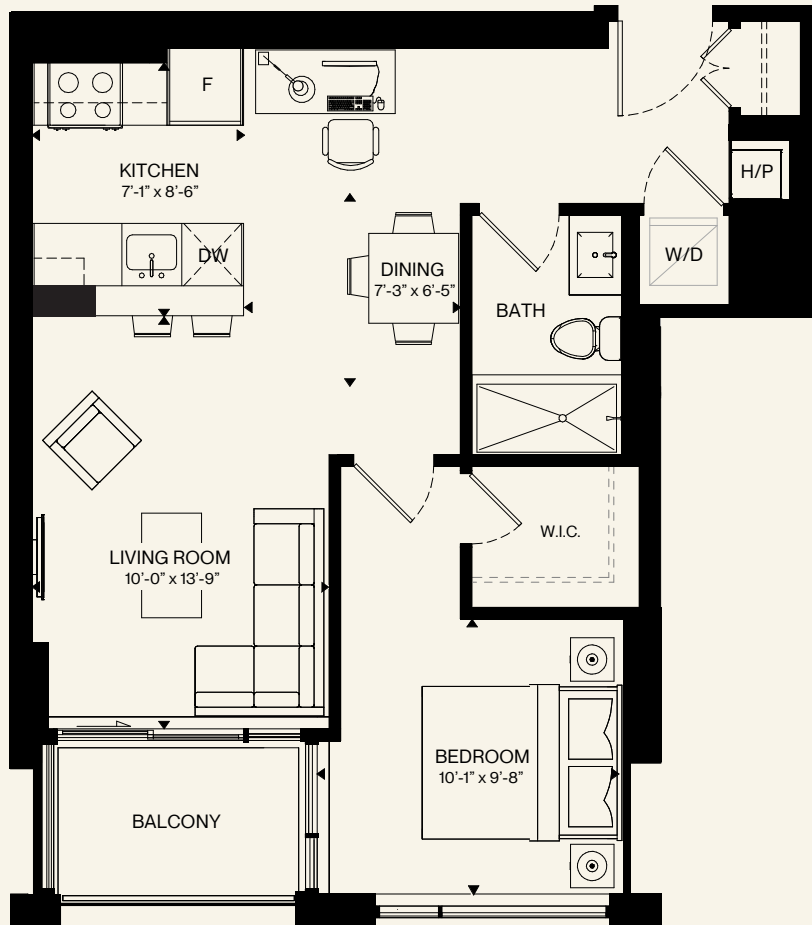 F
H/P
KITCHEN
7'-1" x 8'-6"
W/D
DW
DINING
7'-3" x 6'-5"
BATH
W.I.C.
LIVING ROOM
10'-0" x 13'-9"
BEDROOM
10'-1" x 9'-8"
BALCONY